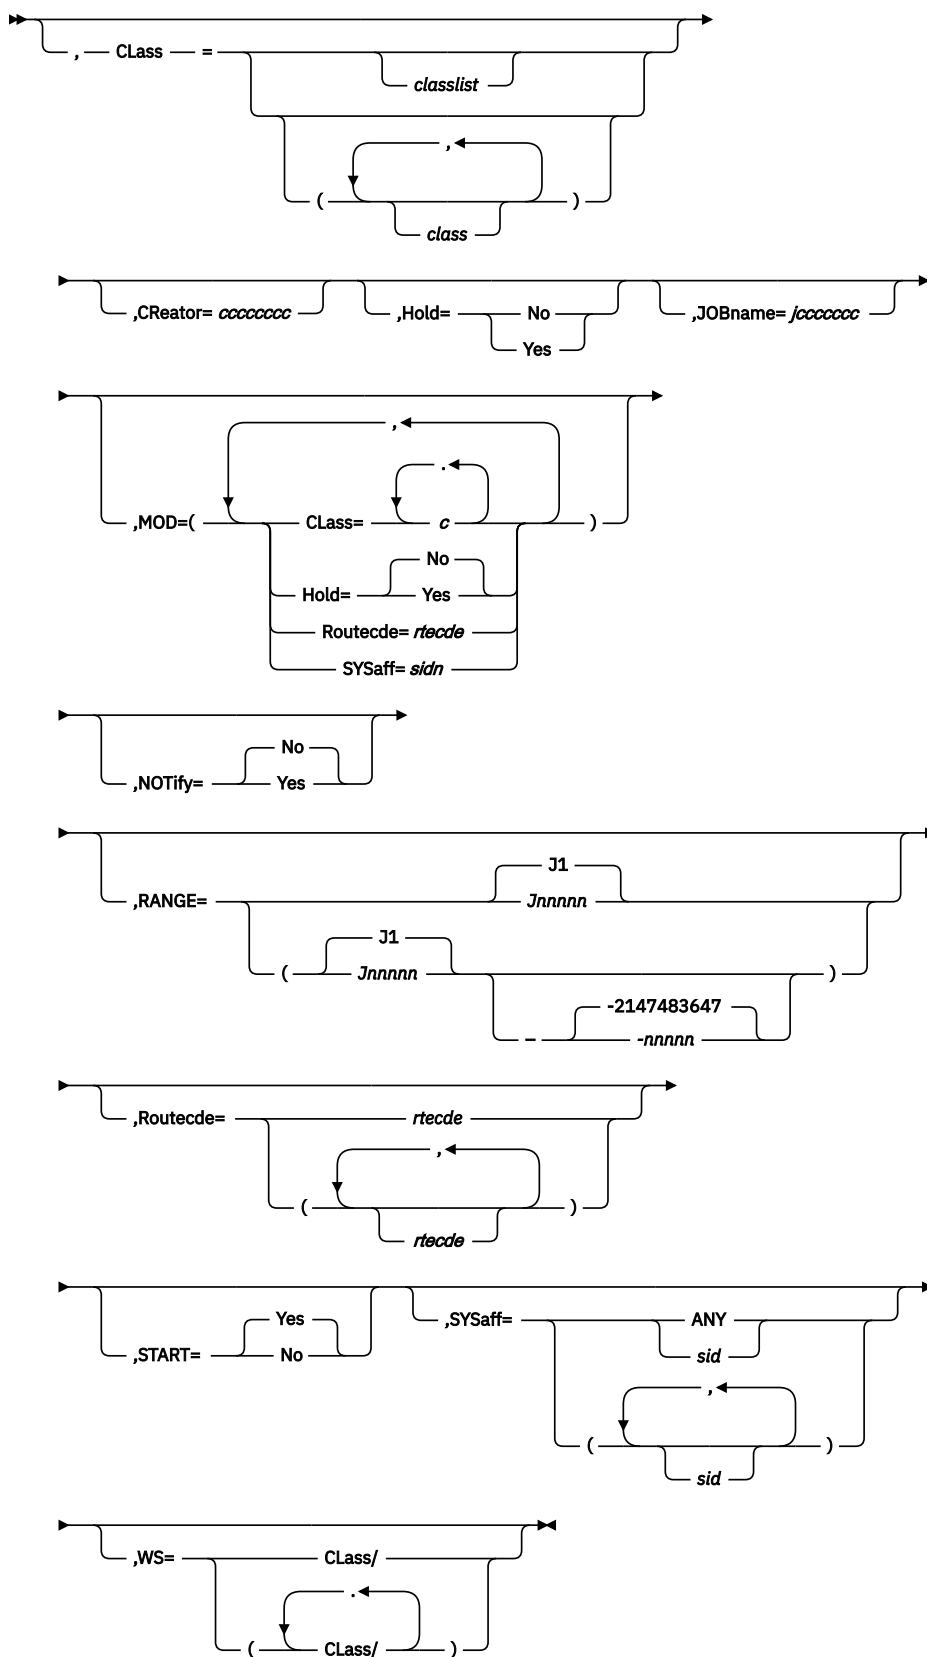 , CLass =
classlist
,
( )
class
,CReator= cccccccc ,Hold= No ,JOBname= jccccccc
Yes
,
.
,MOD=( CLass= c )
No
Hold= Yes
Routecde= rtecde
SYSaff= sidn
No
,NOTify= Yes
J1
,RANGE= Jnnnnn
J1
( Jnnnnn )
-2147483647
– -nnnnn
,Routecde= rtecde
,
( )
rtecde
Yes ,SYSaff= ANY
,START= No sid
,
( )
sid
,WS= CLass/
.
( CLass/ )